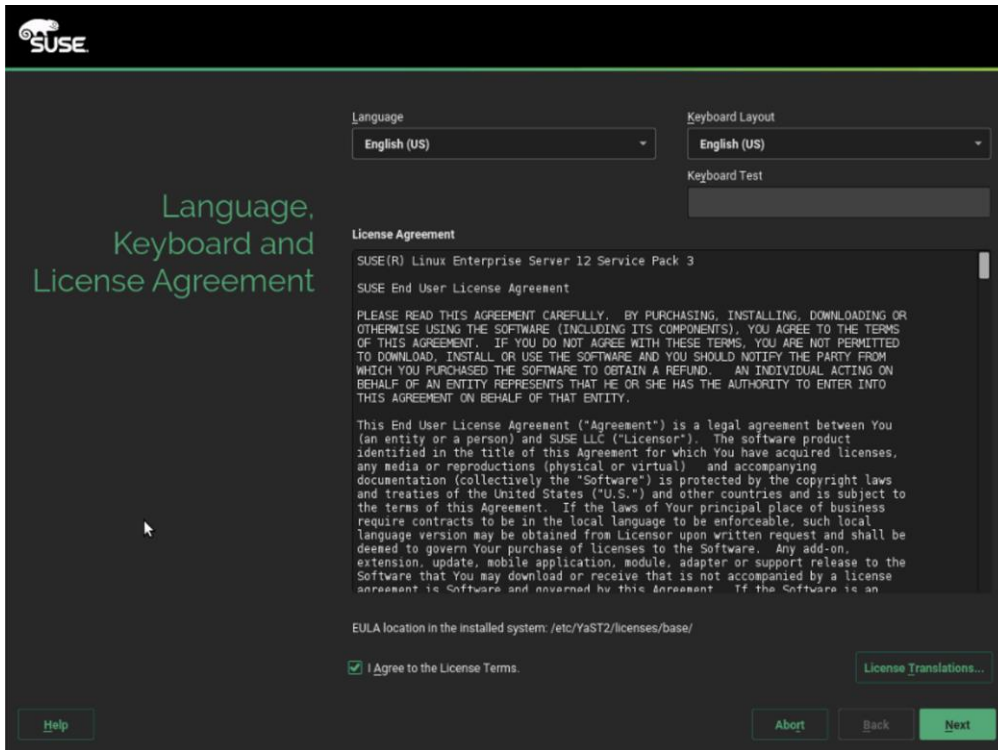 SUSE.
Language
Keyboard Layout
English (US)
English (US)
Keyboard Test
Language,
Keyboard and
License Agreement
License Agreement
SUSE(R) Linux Enterprise Server 12 Service Pack 3
SUSE End User License Agreement
PLEASE READ THIS AGREEMENT CAREFULLY.  BY PURCHASING, INSTALLING, DOWNLOADING OR
OTHERWISE USING THE SOFTWARE (INCLUDING ITS COMPONENTS), YOU AGREE TO THE TERMS
OF THIS AGREEMENT.  IF YOU DO NOT AGREE WITH THESE TERMS, YOU ARE NOT PERMITTED
TO DOWNLOAD, INSTALL OR USE THE SOFTWARE AND YOU SHOULD NOTIFY THE PARTY FROM
WHICH YOU PURCHASED THE SOFTWARE TO OBTAIN A REFUND.   AN INDIVIDUAL ACTING ON
BEHALF OF AN ENTITY REPRESENTS THAT HE OR SHE HAS THE AUTHORITY TO ENTER INTO
THIS AGREEMENT ON BEHALF OF THAT ENTITY.
This End User License Agreement ("Agreement") is a legal agreement between You
(an entity or a person) and SUSE LLC ("Licensor").  The software product
identified in the title of this Agreement for which You have acquired licenses,
any media or reproductions (physical or virtual)   and accompanying
documentation (collectively the "Software") is protected by the copyright laws
and treaties of the United States ("U.S.") and other countries and is subject to
the terms of this Agreement.  If the laws of Your principal place of business
require contracts to be in the local language to be enforceable, such local
language version may be obtained from Licensor upon written request and shall be
deemed to govern Your purchase of licenses to the Software.  Any add-on,
extension, update, mobile application, module, adapter or support release to the
Software that You may download or receive that is not accompanied by a license
agreement is Software and governed by this Agreement.  If the Software is an
EULA location in the installed system: /etc/YaST2/licenses/base/
I Agree to the License Terms.
License Translations...
Help
Abort
Back
Next